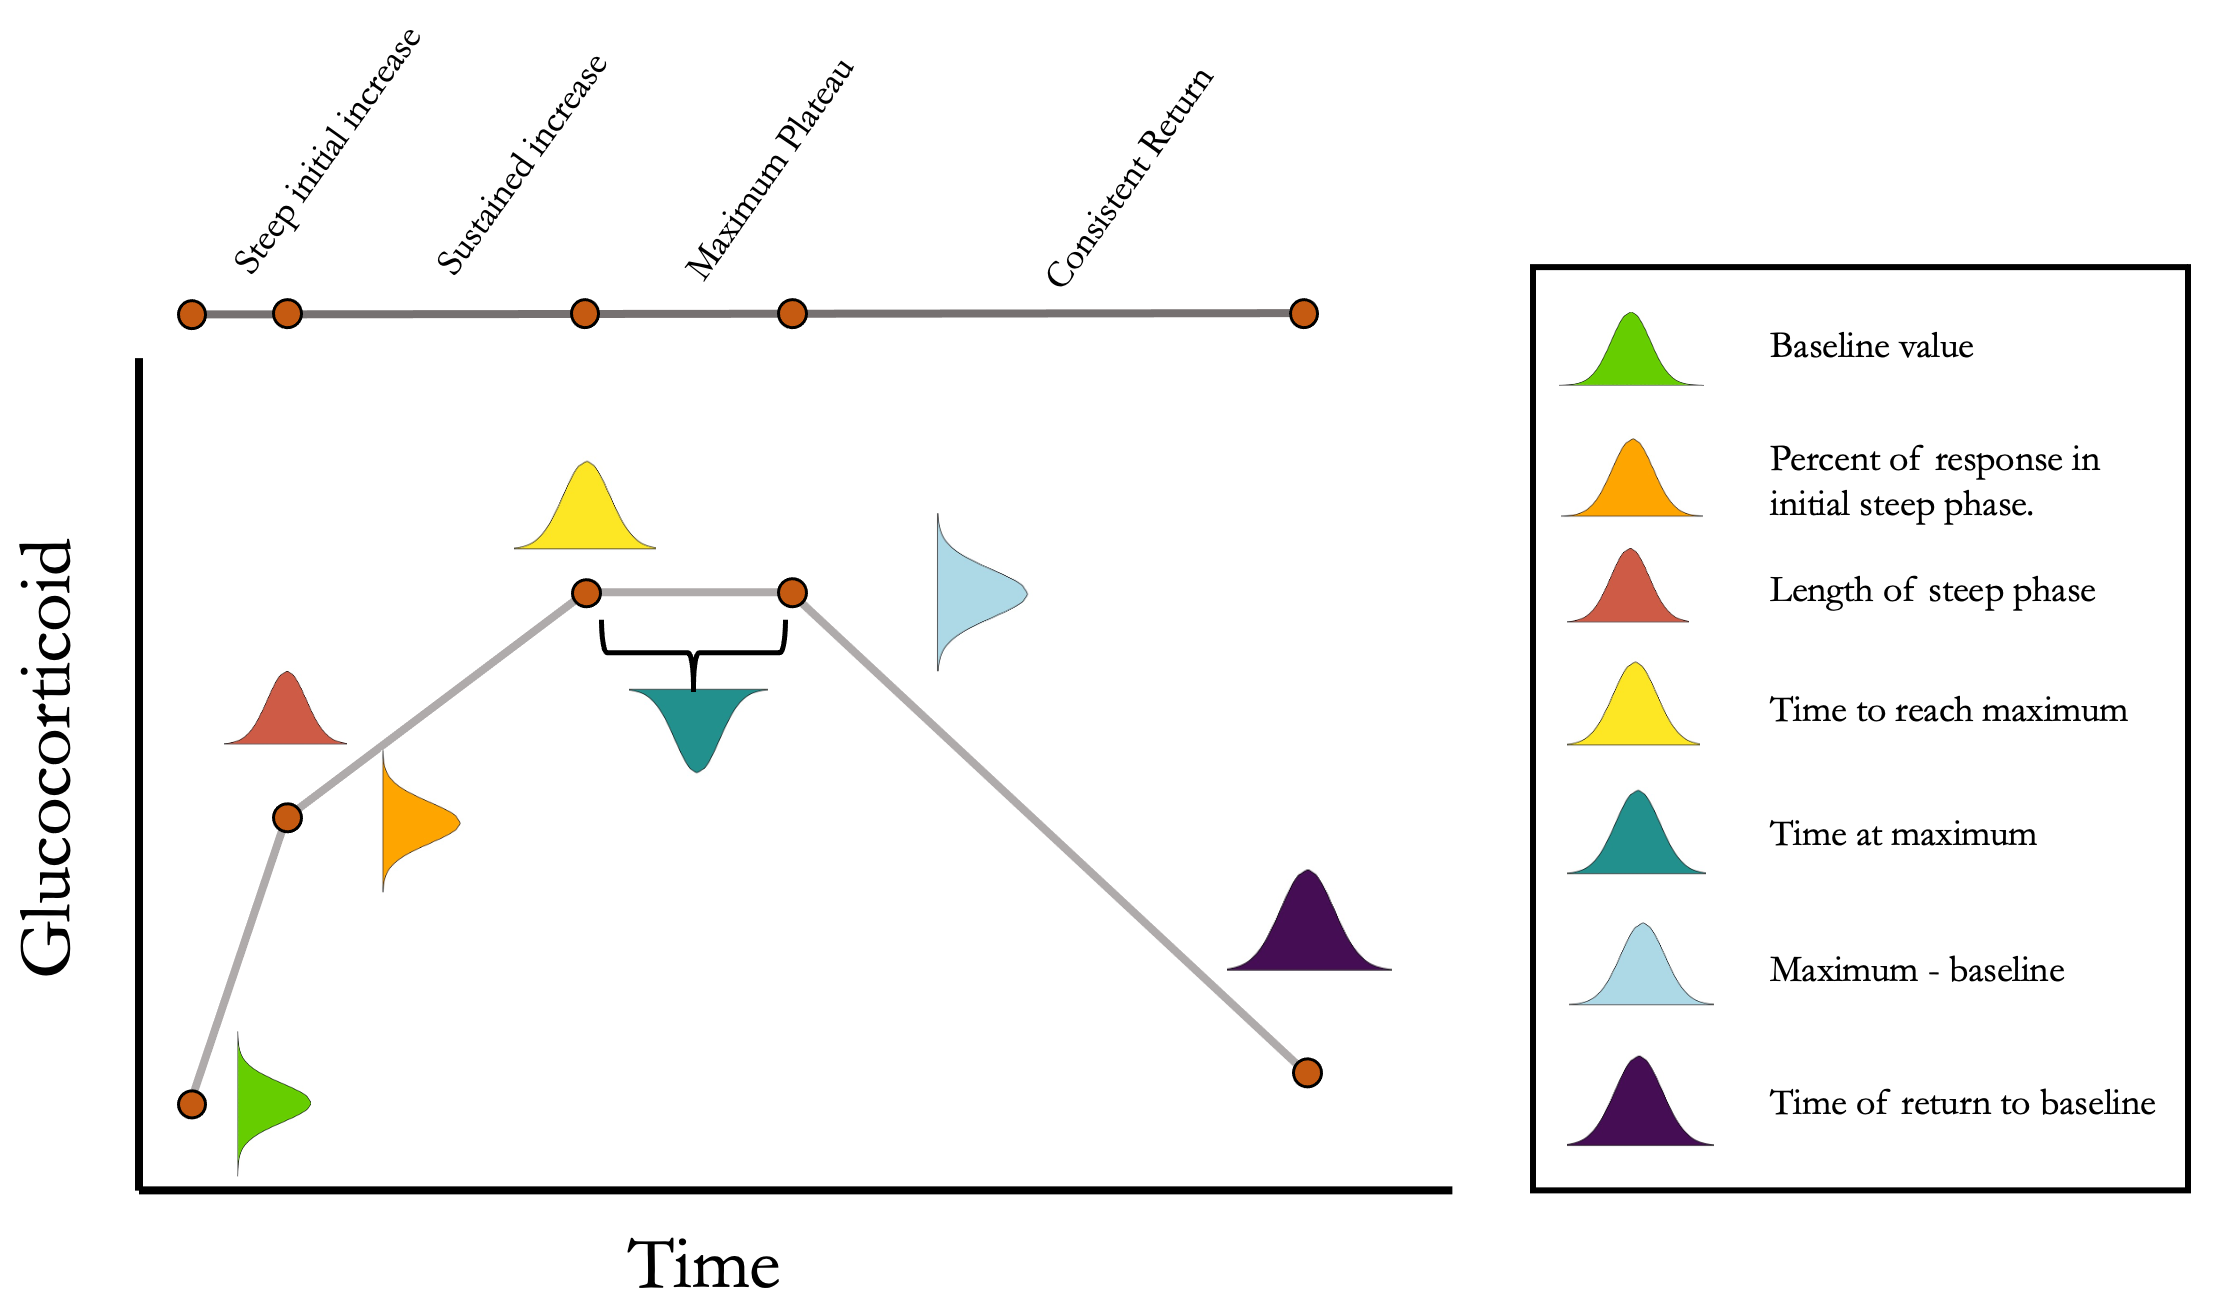 Steep initial increase
Sustained increase
Maximum Plateau
Consistent Return
Glucocorticoid
Time
Baseline value
Percent of response in
initial steep phase.
Length of steep phase
Time to reach maximum
Time at maximum
Maximum - baseline
Time of return to baseline